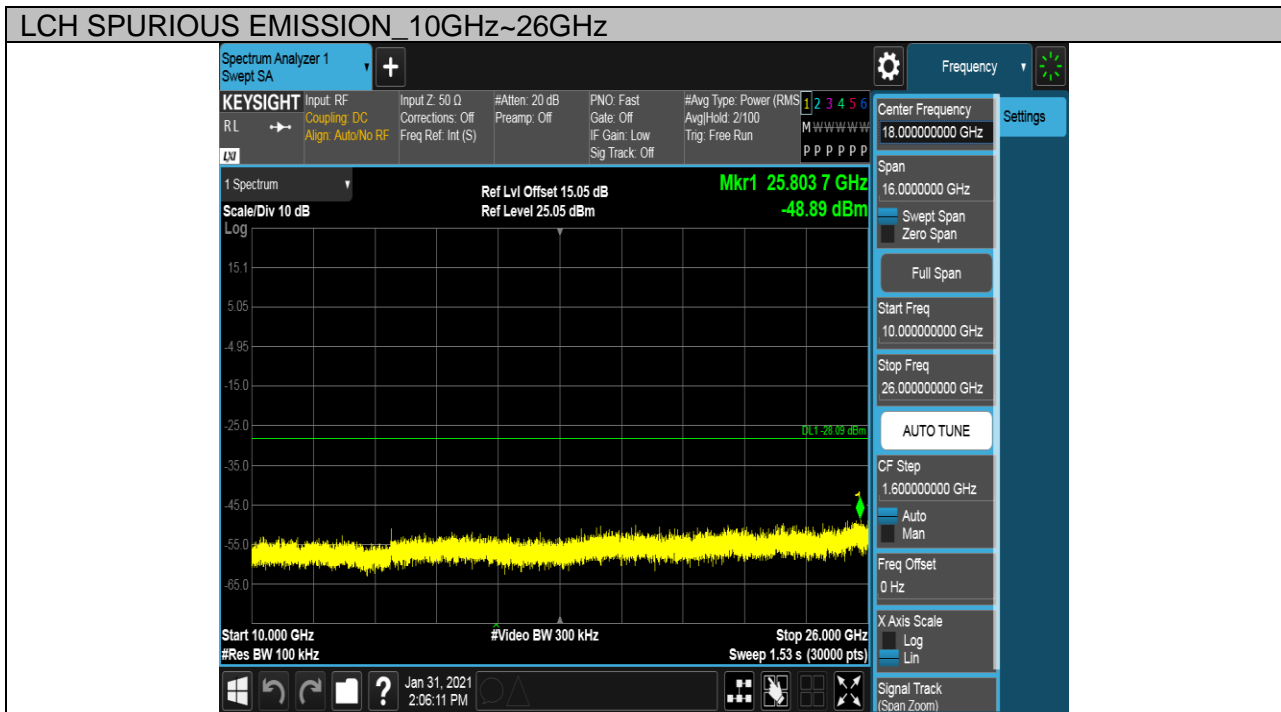 LCH SPURIOUS EMISSION_10GHz~26GHz
Spectrum Analyzer 1
Swept SA
+
Frequency
KEYSIGHT
RL
LXI
Input: RF
Coupling: DC
Align: Auto/No RF
Input Z: 50 Ω
Corrections: Off
Freq Ref: Int (S)
#Atten: 20 dB
Preamp: Off
PNO: Fast
Gate: Off
IF Gain: Low
Sig Track: Off
#Avg Type: Power (RMS
Avg|Hold: 2/100
Trig: Free Run
1 2 3 4 5 6
M W W W W W
P P P P P P
1 Spectrum
Scale/Div 10 dB
Ref Lvl Offset 15.05 dB
Ref Level 25.05 dBm
Mkr1 25.803 7 GHz
-48.89 dBm
Log
15.1
5.05
-4.95
-15.0
-25.0
DL1 -28.09 dBm
-35.0
-45.0
1
-55.0
-65.0
Start 10.000 GHz
#Video BW 300 kHz
Stop 26.000 GHz
#Res BW 100 kHz
Sweep 1.53 s (30000 pts)
?
Jan 31, 2021
2:06:11 PM
Center Frequency
18.000000000 GHz
Settings
Span
16.0000000 GHz
Swept Span
Zero Span
Full Span
Start Freq
10.000000000 GHz
Stop Freq
26.000000000 GHz
AUTO TUNE
CF Step
1.600000000 GHz
Auto
Man
Freq Offset
0 Hz
X Axis Scale
Log
Lin
Signal Track
(Span Zoom)